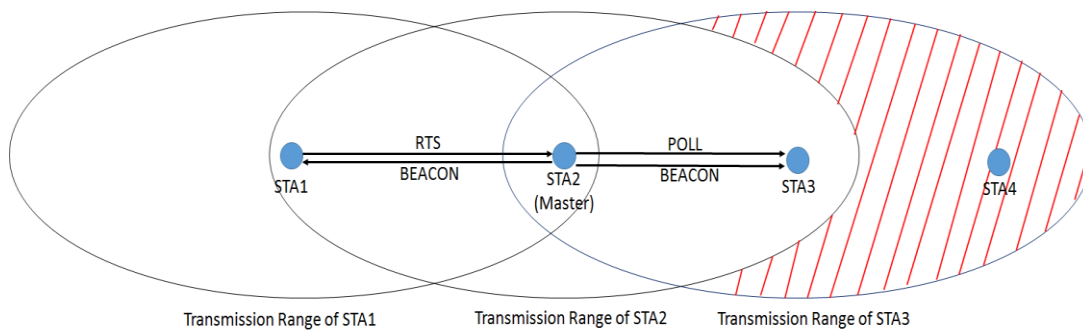 RTS
POLL
STA1
BEACON
STA2
(Master)
BEACON
STA3
STA4
Transmission Range of STA1
Transmission Range of STA2
Transmission Range of STA3